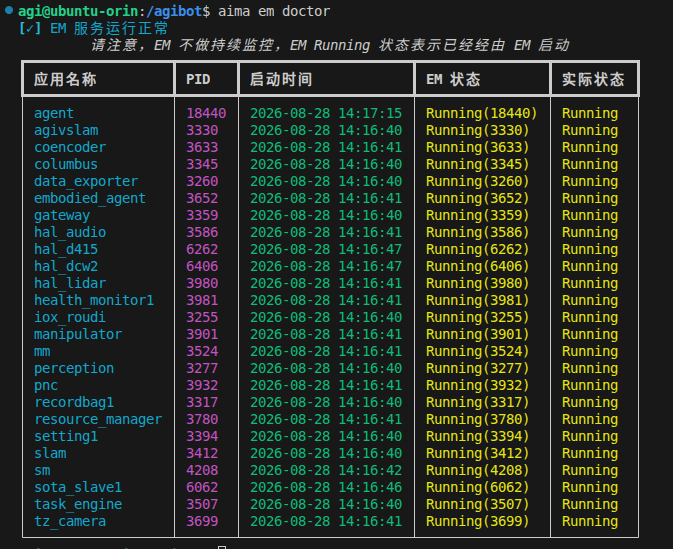 agi@ubuntu-orin:/agibot$ aima em doctor
[✓] EM 服务运行正常
请注意，EM 不做持续监控，EM Running 状态表示已经经由 EM 启动
应用名称 PID 启动时间 EM 状态 实际状态
agent 18440 2026-08-28 14:17:15 Running(18440) Running
agivslam 3330 2026-08-28 14:16:40 Running(3330) Running
coencoder 3633 2026-08-28 14:16:41 Running(3633) Running
columbus 3345 2026-08-28 14:16:40 Running(3345) Running
data_exporter 3260 2026-08-28 14:16:40 Running(3260) Running
embodied_agent 3652 2026-08-28 14:16:41 Running(3652) Running
gateway 3359 2026-08-28 14:16:40 Running(3359) Running
hal_audio 3586 2026-08-28 14:16:41 Running(3586) Running
hal_d415 6262 2026-08-28 14:16:47 Running(6262) Running
hal_dcw2 6406 2026-08-28 14:16:47 Running(6406) Running
hal_lidar 3980 2026-08-28 14:16:41 Running(3980) Running
health_monitor1 3981 2026-08-28 14:16:41 Running(3981) Running
iox_roudi 3255 2026-08-28 14:16:40 Running(3255) Running
manipulator 3901 2026-08-28 14:16:41 Running(3901) Running
mm 3524 2026-08-28 14:16:41 Running(3524) Running
perception 3277 2026-08-28 14:16:40 Running(3277) Running
pnc 3932 2026-08-28 14:16:41 Running(3932) Running
recordbag1 3317 2026-08-28 14:16:40 Running(3317) Running
resource_manager 3780 2026-08-28 14:16:41 Running(3780) Running
setting1 3394 2026-08-28 14:16:40 Running(3394) Running
slam 3412 2026-08-28 14:16:40 Running(3412) Running
sm 4208 2026-08-28 14:16:42 Running(4208) Running
sota_slave1 6062 2026-08-28 14:16:46 Running(6062) Running
task_engine 3507 2026-08-28 14:16:40 Running(3507) Running
tz_camera 3699 2026-08-28 14:16:41 Running(3699) Running